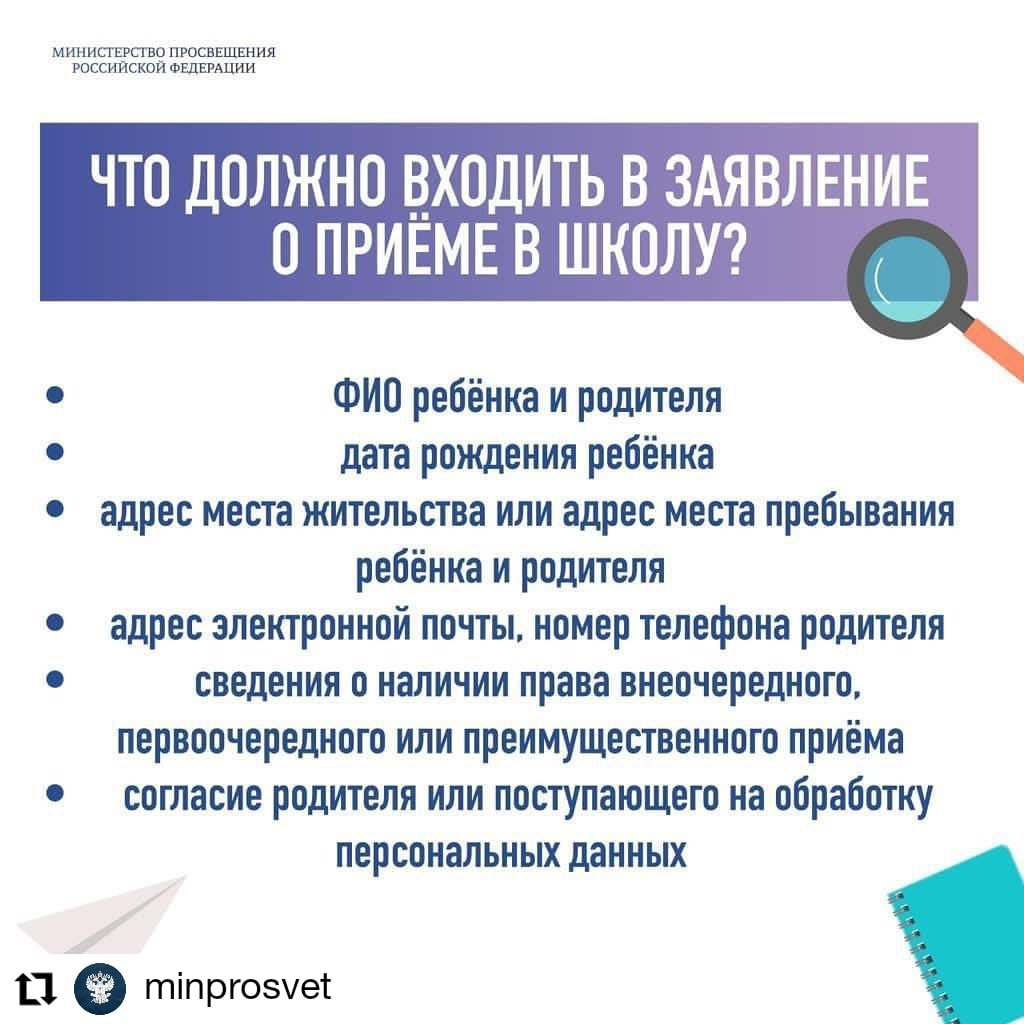 МИНИСТЕРСТВО ПРОСВЕЩЕНИЯ
РОССИЙСКОЙ ФЕДЕРАЦИИ
ЧТО ДОЛЖНО ВХОДИТЬ В ЗАЯВЛЕНИЕ
О ПРИЁМЕ В ШКОЛУ?
• ФИО ребёнка и родителя
• дата рождения ребёнка
• адрес места жительства или адрес места пребывания
ребёнка и родителя
• адрес электронной почты, номер телефона родителя
• сведения о наличии права внеочередного,
первоочередного или преимущественного приёма
• согласие родителя или поступающего на обработку
персональных данных
minprosvet